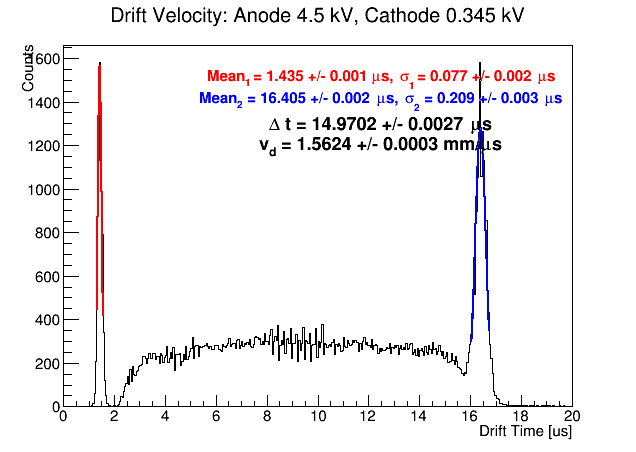 Drift Velocity: Anode 4.5 kV, Cathode 0.345 kV
Counts
Mean1 = 1.435 +/- 0.001 μs, σ1 = 0.077 +/- 0.002 μs
Mean2 = 16.405 +/- 0.002 μs, σ2 = 0.209 +/- 0.003 μs
Δ t = 14.9702 +/- 0.0027 μs
vd = 1.5624 +/- 0.0003 mm/μs
1600
1400
1200
1000
800
600
400
200
0
0 2 4 6 8 10 12 14 16 18 20
Drift Time [us]